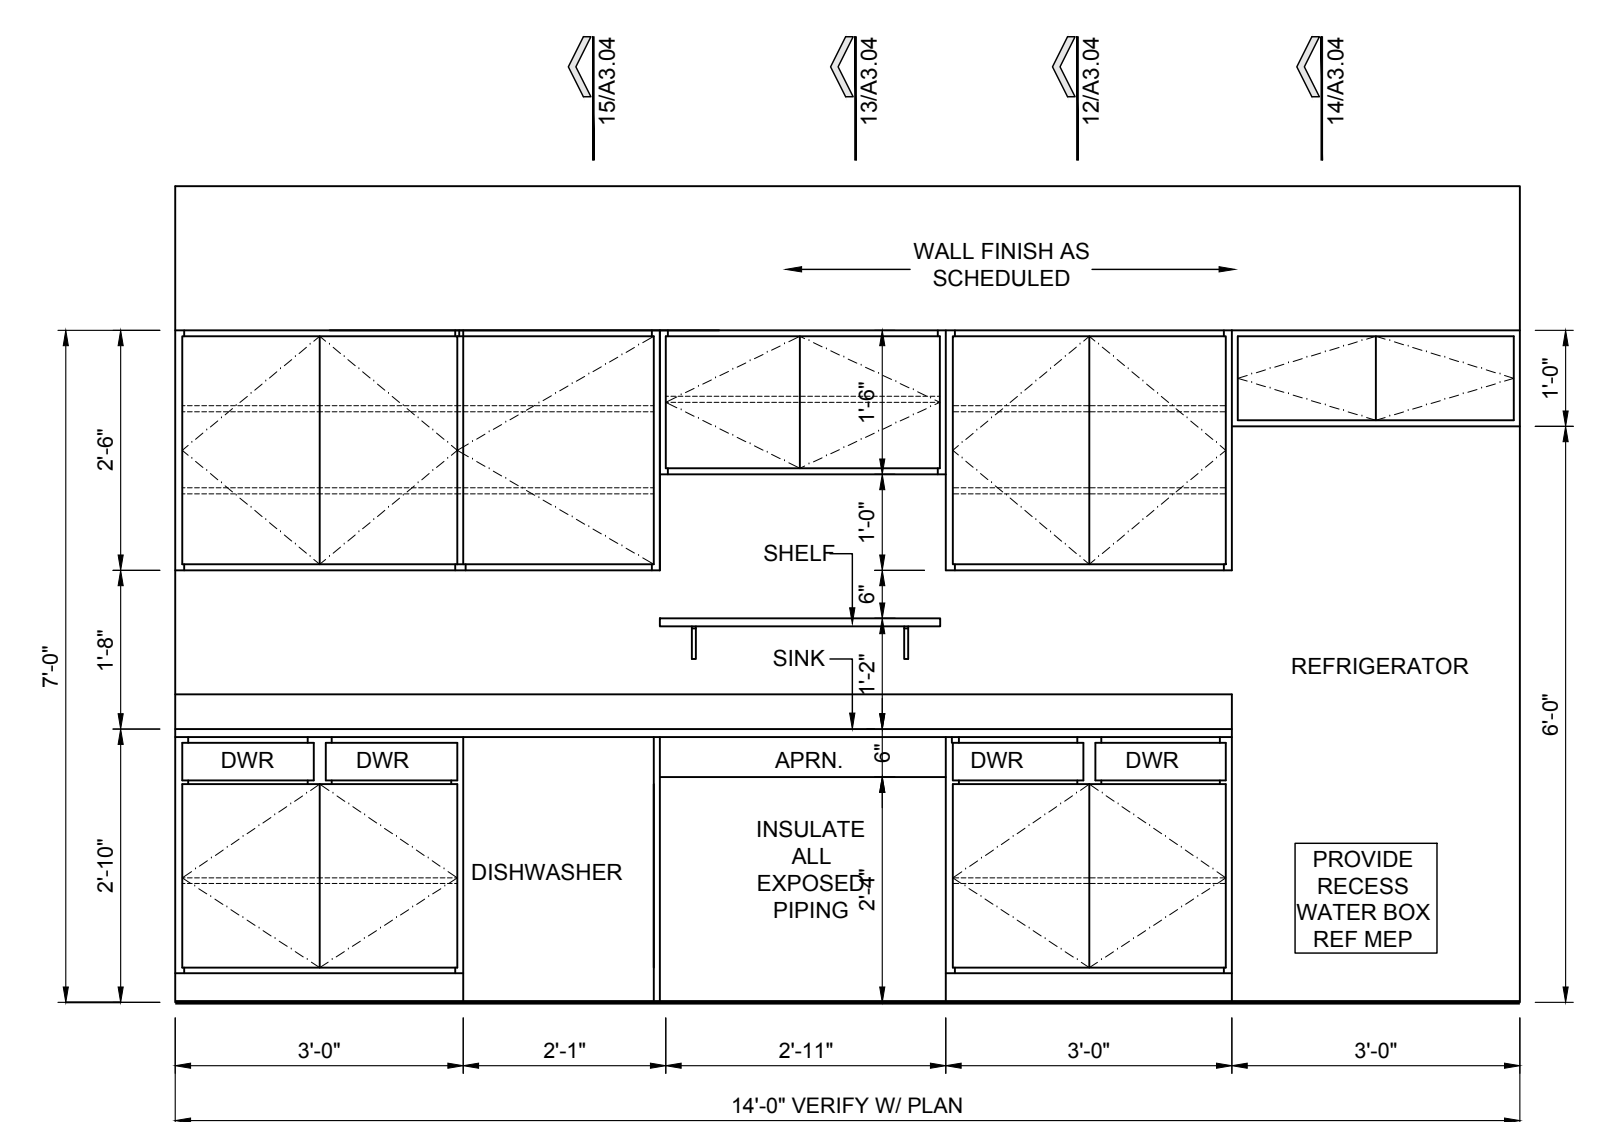 15/A3.04
13/A3.04
12/A3.04
14/A3.04
WALL FINISH AS
SCHEDULED
2'-6"
1'-8"
7'-0"
2'-10"
1'-6"
1'-0"
SHELF
6"
SINK
1'-2"
1'-0"
REFRIGERATOR
6'-0"
DWR
DWR
APRN.
6"
DWR
DWR
DISHWASHER
INSULATE
ALL
EXPOSED
PIPING
2'-4"
PROVIDE
RECESS
WATER BOX
REF MEP
3'-0"
2'-1"
2'-11"
3'-0"
3'-0"
14'-0" VERIFY W/ PLAN